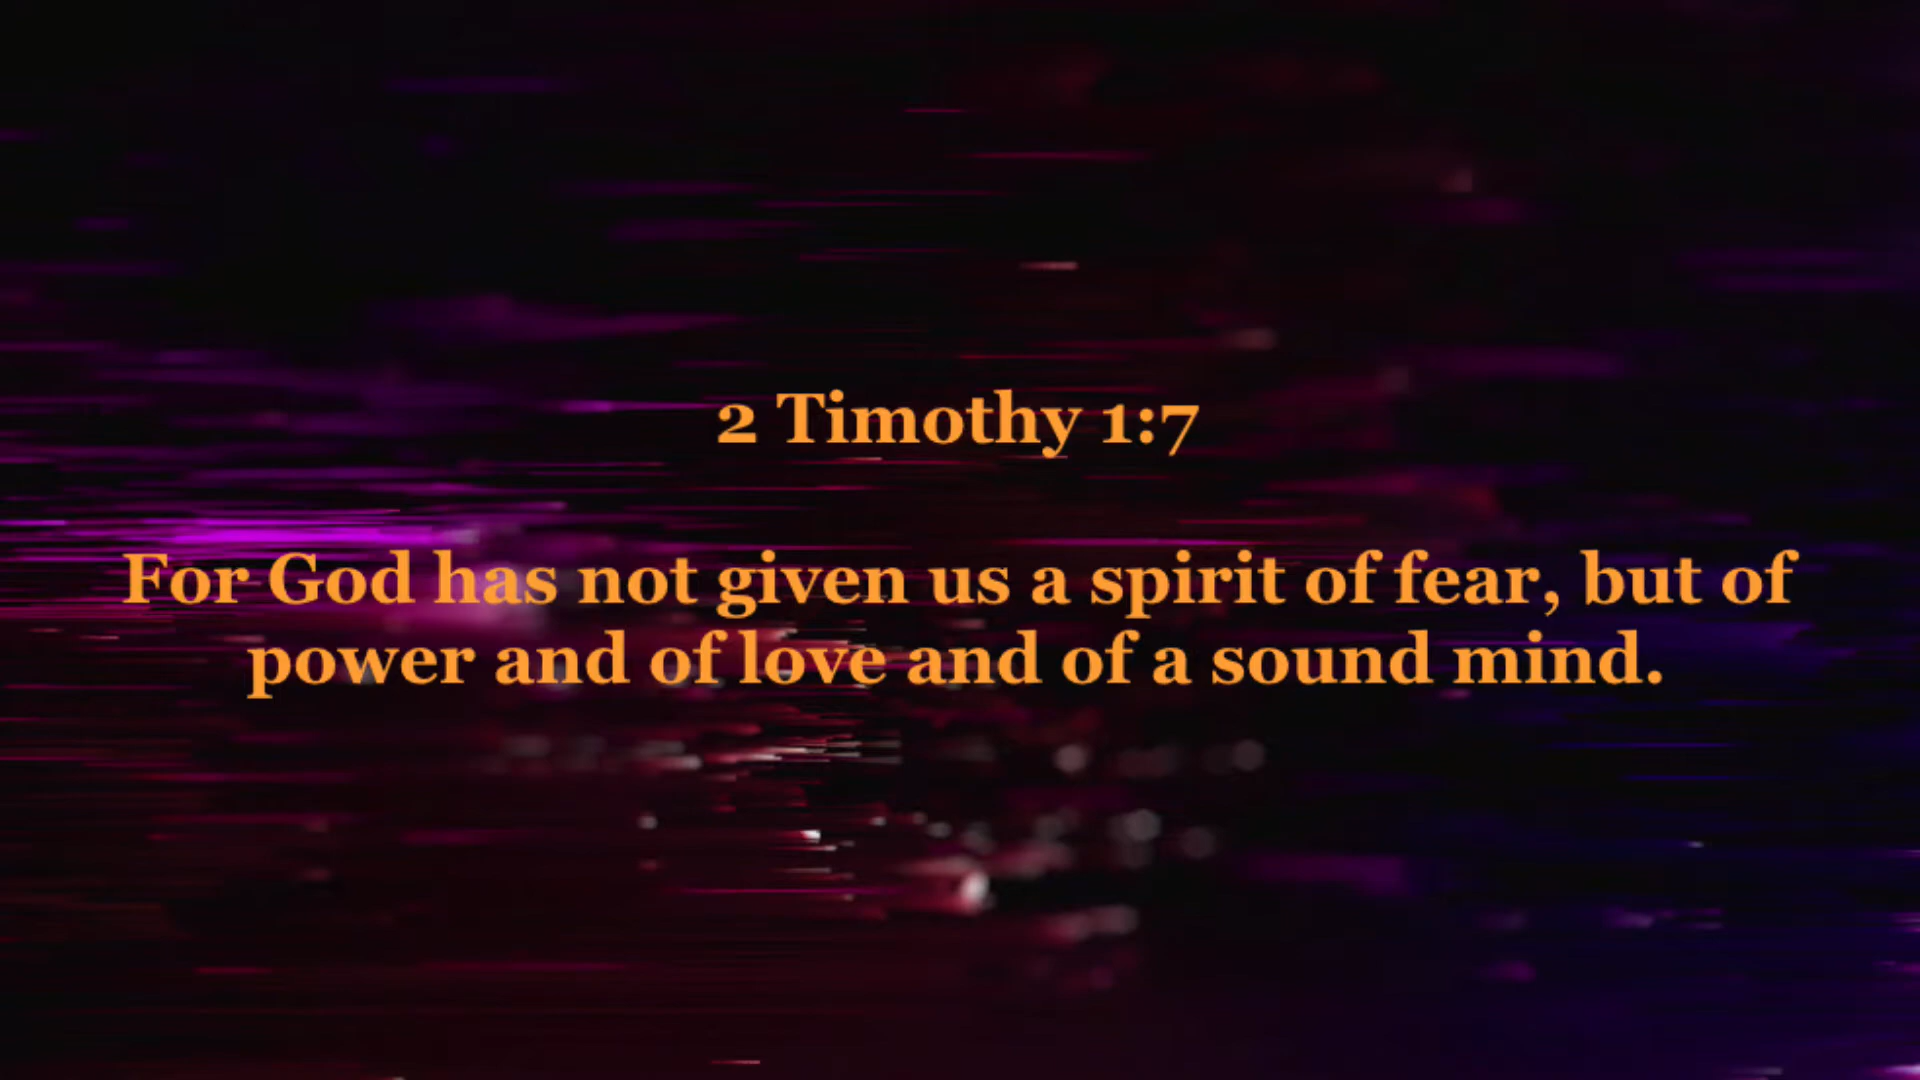 2 Timothy 1:7
For God has not given us a spirit of fear, but of
power and of love and of a sound mind.